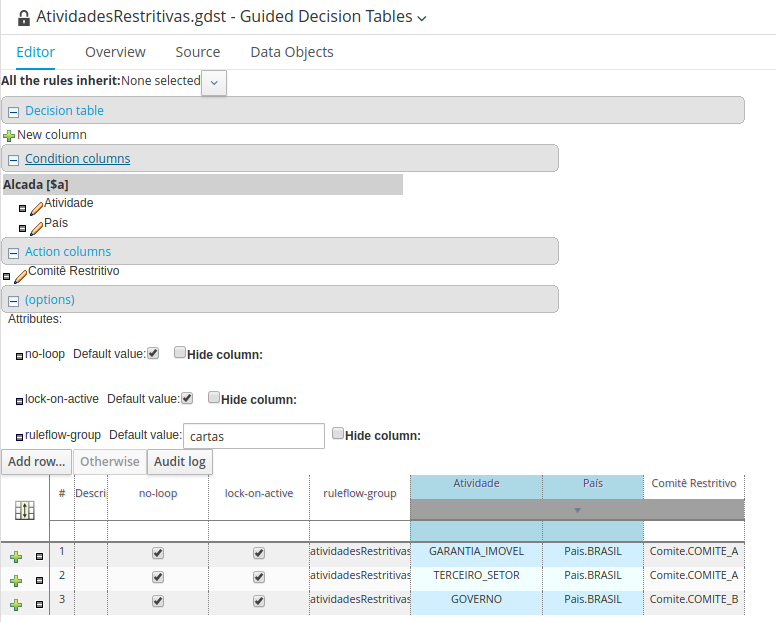 AtividadesRestritivas.gdst - Guided Decision Tables
Editor Overview Source Data Objects
All the rules inherit:None selected
Decision table
New column
Condition columns
Alcada [$a]
Atividade
País
Action columns
Comitê Restritivo
(options)
Attributes:
no-loop Default value: Hide column:
lock-on-active Default value: Hide column:
ruleflow-group Default value: cartas Hide column:
Add row... Otherwise Audit log
# Descri no-loop lock-on-active ruleflow-group Atividade País Comitê Restritivo
1 atividadesRestritivas GARANTIA_IMOVEL Pais.BRASIL Comite.COMITE_A
2 atividadesRestritivas TERCEIRO_SETOR Pais.BRASIL Comite.COMITE_A
3 atividadesRestritivas GOVERNO Pais.BRASIL Comite.COMITE_B